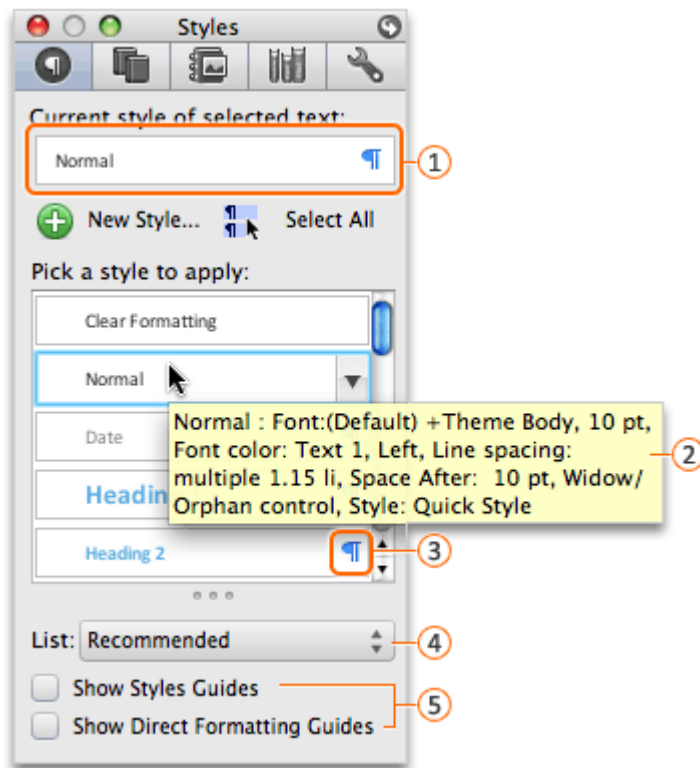 Styles
Current style of selected text:
Normal ¶
1
New Style... Select All
Pick a style to apply:
Clear Formatting
Normal
Normal : Font:(Default) +Theme Body, 10 pt,
Font color: Text 1, Left, Line spacing:
multiple 1.15 li, Space After: 10 pt, Widow/
Orphan control, Style: Quick Style
2
Date
Headin
Heading 2 ¶
3
List: Recommended
4
Show Styles Guides
Show Direct Formatting Guides
5